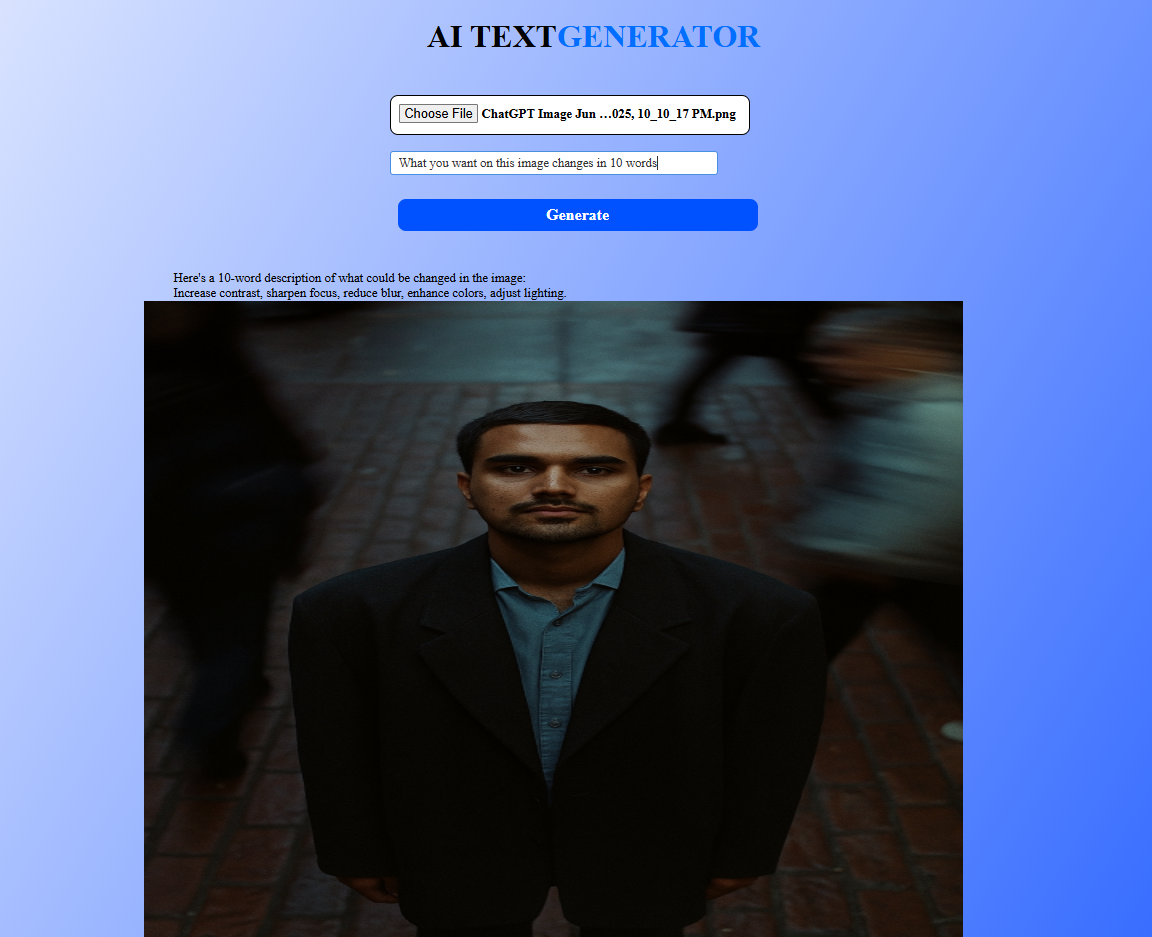 AI TEXTGENERATOR
Choose File ChatGPT Image Jun …025, 10_10_17 PM.png
What you want on this image changes in 10 words
Generate
Here's a 10-word description of what could be changed in the image:
Increase contrast, sharpen focus, reduce blur, enhance colors, adjust lighting.